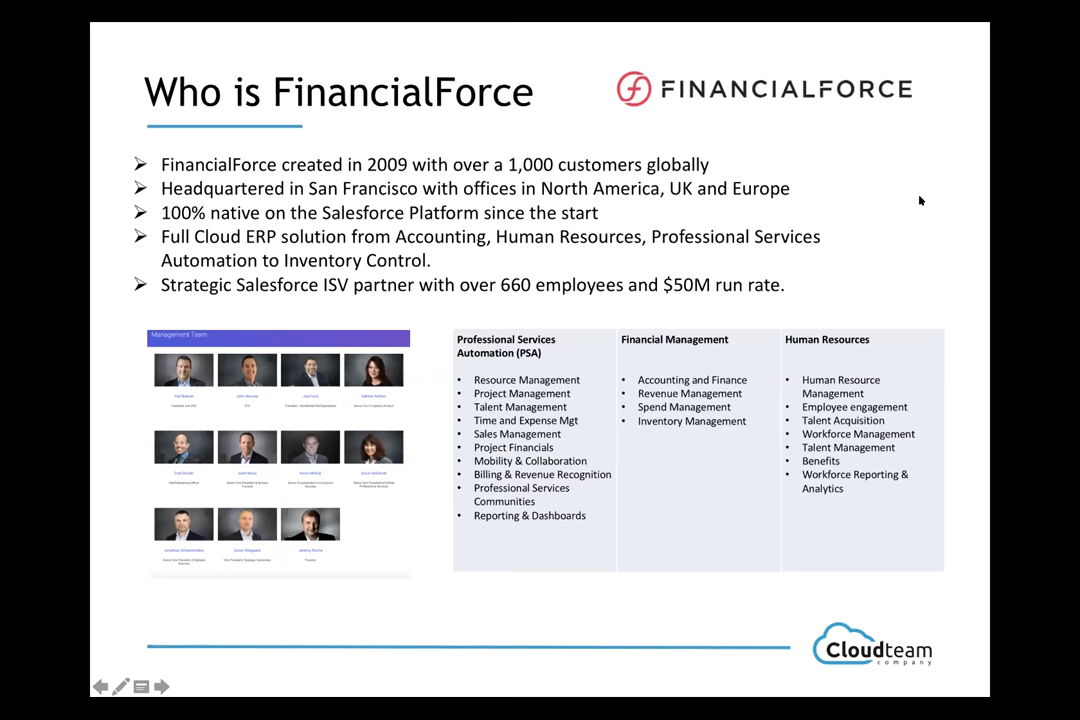 Who is FinancialForce
FINANCIALFORCE
FinancialForce created in 2009 with over a 1,000 customers globally
Headquartered in San Francisco with offices in North America, UK and Europe
100% native on the Salesforce Platform since the start
Full Cloud ERP solution from Accounting, Human Resources, Professional Services
Automation to Inventory Control.
Strategic Salesforce ISV partner with over 660 employees and $50M run rate.
Management Team
Professional Services
Automation (PSA)
• Resource Management
• Project Management
• Talent Management
• Time and Expense Mgt
• Sales Management
• Project Financials
• Mobility & Collaboration
• Billing & Revenue Recognition
• Professional Services
Communities
• Reporting & Dashboards
Financial Management
• Accounting and Finance
• Revenue Management
• Spend Management
• Inventory Management
Human Resources
• Human Resource
Management
• Employee engagement
• Talent Acquisition
• Workforce Management
• Talent Management
• Benefits
• Workforce Reporting &
Analytics
Cloudteam
company